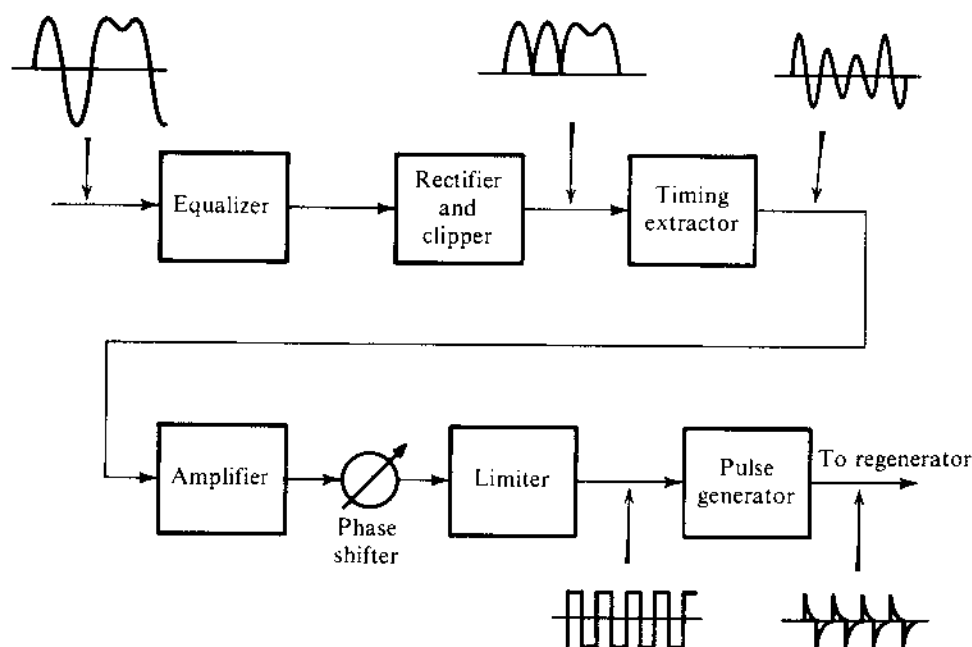 Equalizer
Rectifier
and
clipper
Timing
extractor
Amplifier
Phase
shifter
Limiter
Pulse
generator
To regenerator